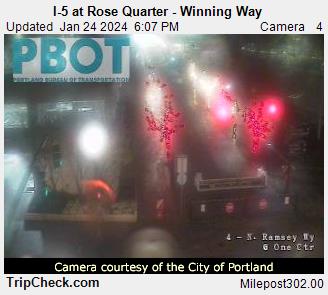 I-5 at Rose Quarter - Winning Way
Updated Jan 24 2024 6:07 PM Camera 4
PBOT
PORTLAND BUREAU OF TRANSPORTATION
4 - N. Ramsey Wy
@ One Ctr
Camera courtesy of the City of Portland
TripCheck.com Milepost302.00